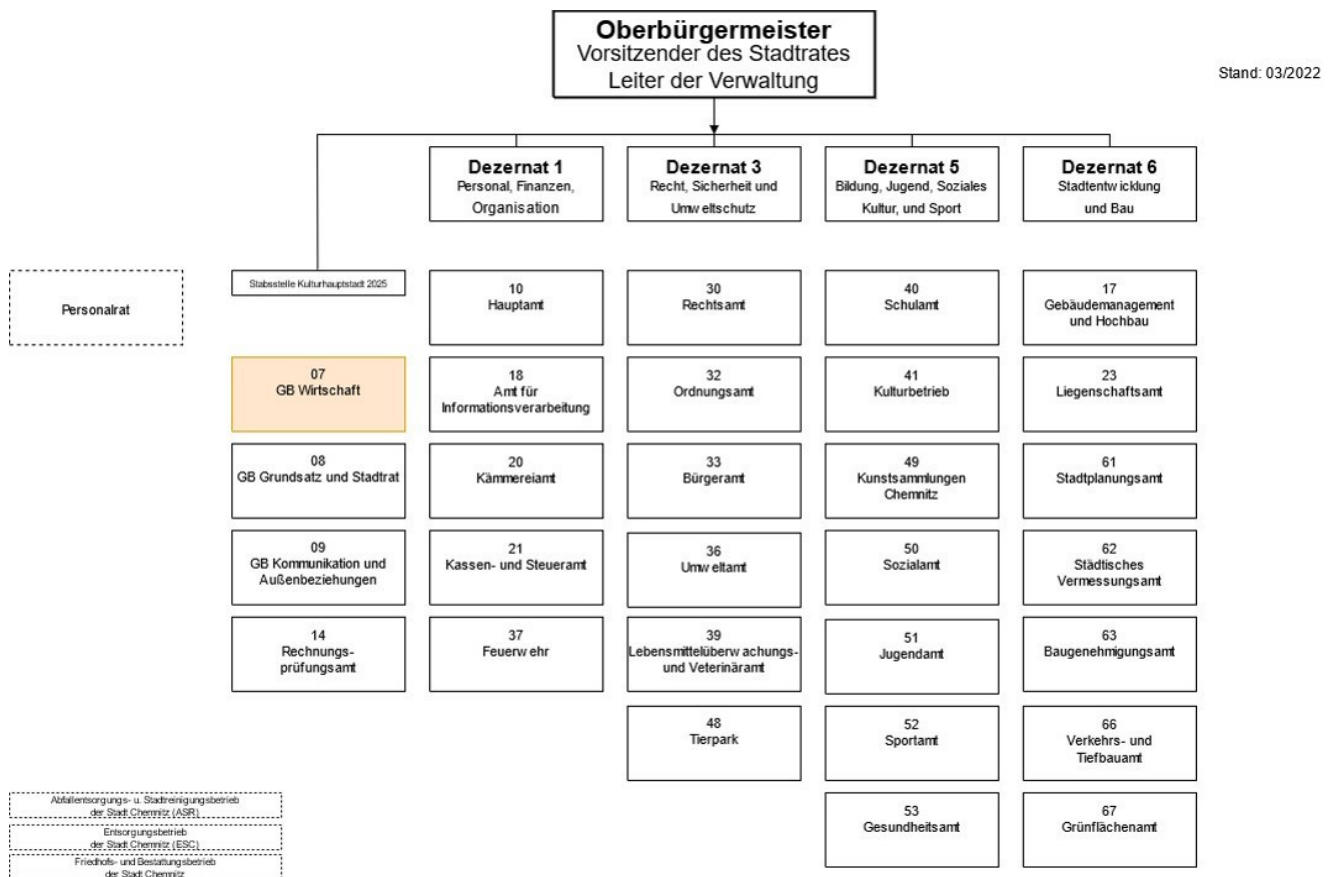 Oberbürgermeister
Vorsitzender des Stadtrates
Leiter der Verwaltung
Stand: 03/2022
Dezernat 1
Personal, Finanzen,
Organisation
Dezernat 3
Recht, Sicherheit und
Umweltschutz
Dezernat 5
Bildung, Jugend, Soziales
Kultur, und Sport
Dezernat 6
Stadtentwicklung
und Bau
Personalrat
Stabsstelle Kulturhauptstadt 2025
10
Hauptamt
30
Rechtsamt
40
Schulamt
17
Gebäudemanagement
und Hochbau
07
GB Wirtschaft
18
Amt für
Informationsverarbeitung
32
Ordnungsamt
41
Kulturbetrieb
23
Liegenschaftsamt
08
GB Grundsatz und Stadtrat
20
Kämmereiamt
33
Bürgeramt
49
Kunstsammlungen
Chemnitz
61
Stadtplanungsamt
09
GB Kommunikation und
Außenbeziehungen
21
Kassen- und Steueramt
36
Umweltamt
50
Sozialamt
62
Städtisches
Vermessungsamt
14
Rechnungs-
prüfungsamt
37
Feuerwehr
39
Lebensmittelüberwachungs-
und Veterinäramt
51
Jugendamt
63
Baugenehmigungsamt
48
Tierpark
52
Sportamt
66
Verkehrs- und
Tiefbauamt
53
Gesundheitsamt
67
Grünflächenamt
Abfallentsorgungs- u. Stadtreinigungsbetrieb
der Stadt Chemnitz (ASR)
Entsorgungsbetrieb
der Stadt Chemnitz (ESC)
Friedhofs- und Bestattungsbetrieb
der Stadt Chemnitz